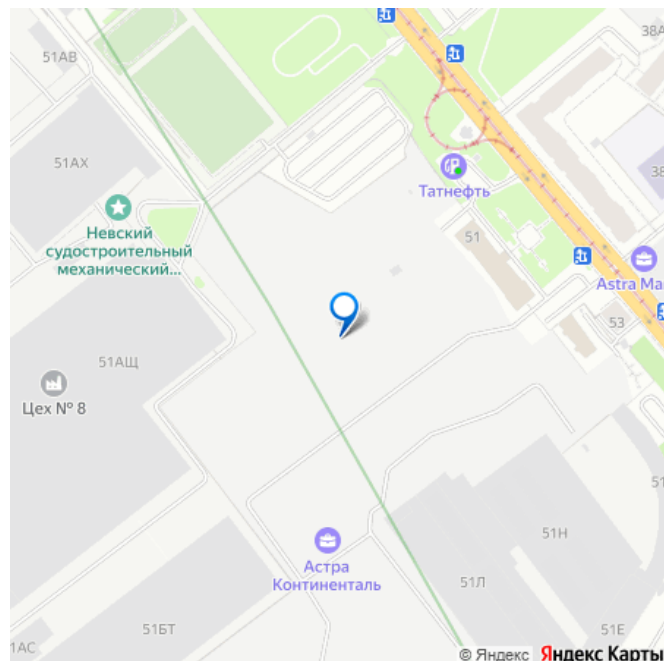 38А
51АВ
51АХ
Татнефть
38
Невский
судостроительный
механический...
51
Astra Ma
53
51АЩ
Цех № 8
51
51Н
Астра
Континенталь
51Л
51БТ
51Е
1АС
© Яндекс Яндекс Карты